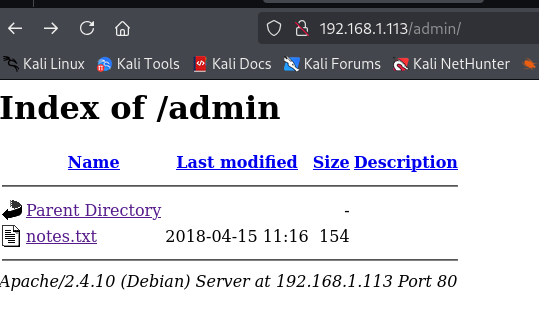 192.168.1.113/admin/
Kali Linux Kali Tools Kali Docs Kali Forums Kali NetHunter
Index of /admin
Name Last modified Size Description
Parent Directory -
notes.txt 2018-04-15 11:16 154
Apache/2.4.10 (Debian) Server at 192.168.1.113 Port 80